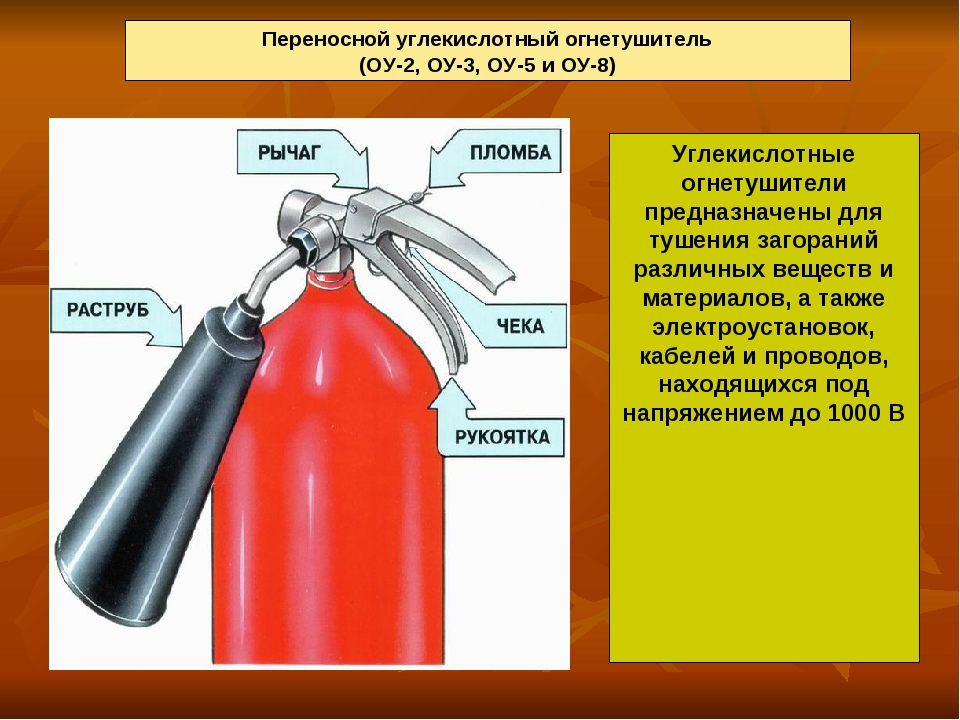 Переносной углекислотный огнетушитель
(ОУ-2, ОУ-3, ОУ-5 и ОУ-8)
РЫЧАГ
ПЛОМБА
РАСТРУБ
ЧЕКА
РУКОЯТКА
Углекислотные
огнетушители
предназначены для
тушения загораний
различных веществ и
материалов, а также
электроустановок,
кабелей и проводов,
находящихся под
напряжением до 1000 В